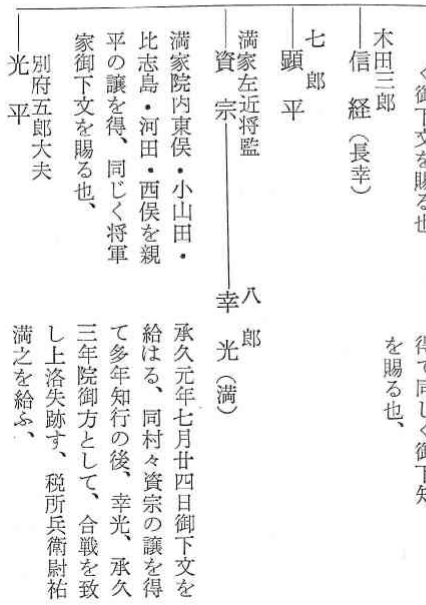 く御下文を賜る也
得て同じく御下知
を賜る也、
木田三郎
信経(長幸)
七郎
顕平
満家左近将監
資宗
八郎
幸光(満)
満家院内東俣・小山田・
比志島・河田・西俣を親
平の譲を得、同じく将軍
家御下文を賜る也、
承久元年七月廿四日御下文を
給はる、同村々資宗の譲を得
て多年知行の後、幸光、承久
三年院御方として、合戦を致
し上洛失跡す、税所兵衛尉祐
満之を給ふ、
別府五郎大夫
光平